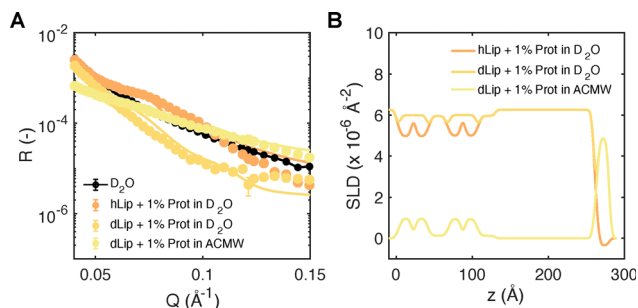 A
B
10⁻²
10⁻⁴
10⁻⁶
R (-)
D₂O
hLip + 1% Prot in D₂O
dLip + 1% Prot in D₂O
dLip + 1% Prot in ACMW
0.05
0.1
0.15
Q (Å⁻¹)
hLip + 1% Prot in D₂O
dLip + 1% Prot in D₂O
dLip + 1% Prot in ACMW
10
8
6
4
2
0
SLD (x 10⁻⁶ Å⁻²)
0
100
200
300
z (Å)